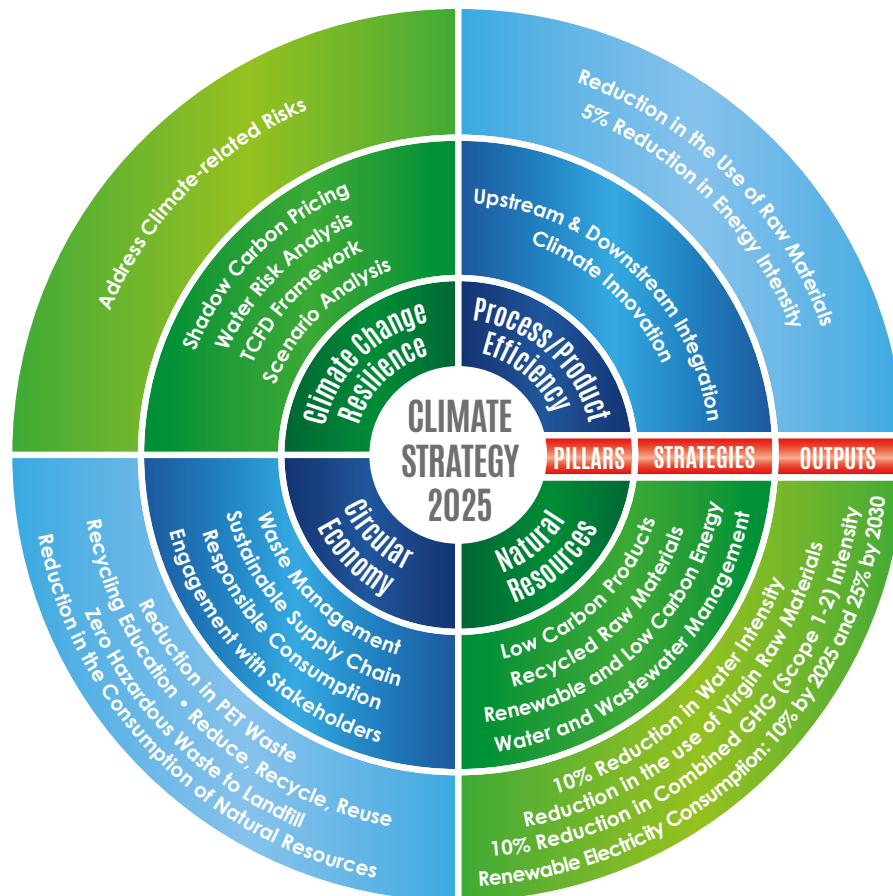 Address Climate-related Risks
Shadow Carbon Pricing
Water Risk Analysis
TCFD Framework
Scenario Analysis
Climate Change
Resilience
Reduction in the Use of Raw Materials
5% Reduction in Energy Intensity
Upstream & Downstream Integration
Climate Innovation
Process/Product
Efficiency
CLIMATE
STRATEGY
2025
PILLARS
STRATEGIES
OUTPUTS
Circular
Economy
Waste Management
Sustainable Supply Chain
Responsible Consumption
Engagement with Stakeholders
Reduction in PET Waste
Recycling Education • Reduce, Recycle, Reuse
Zero Hazardous Waste to Landfill
Reduction in the Consumption of Natural Resources
Natural
Resources
Low Carbon Products
Recycled Raw Materials
Renewable and Low Carbon Energy
Water and Wastewater Management
10% Reduction in Water Intensity
Reduction in the use of Virgin Raw Materials
10% Reduction in Combined GHG (Scope 1-2) Intensity
Renewable Electricity Consumption: 10% by 2025 and 25% by 2030